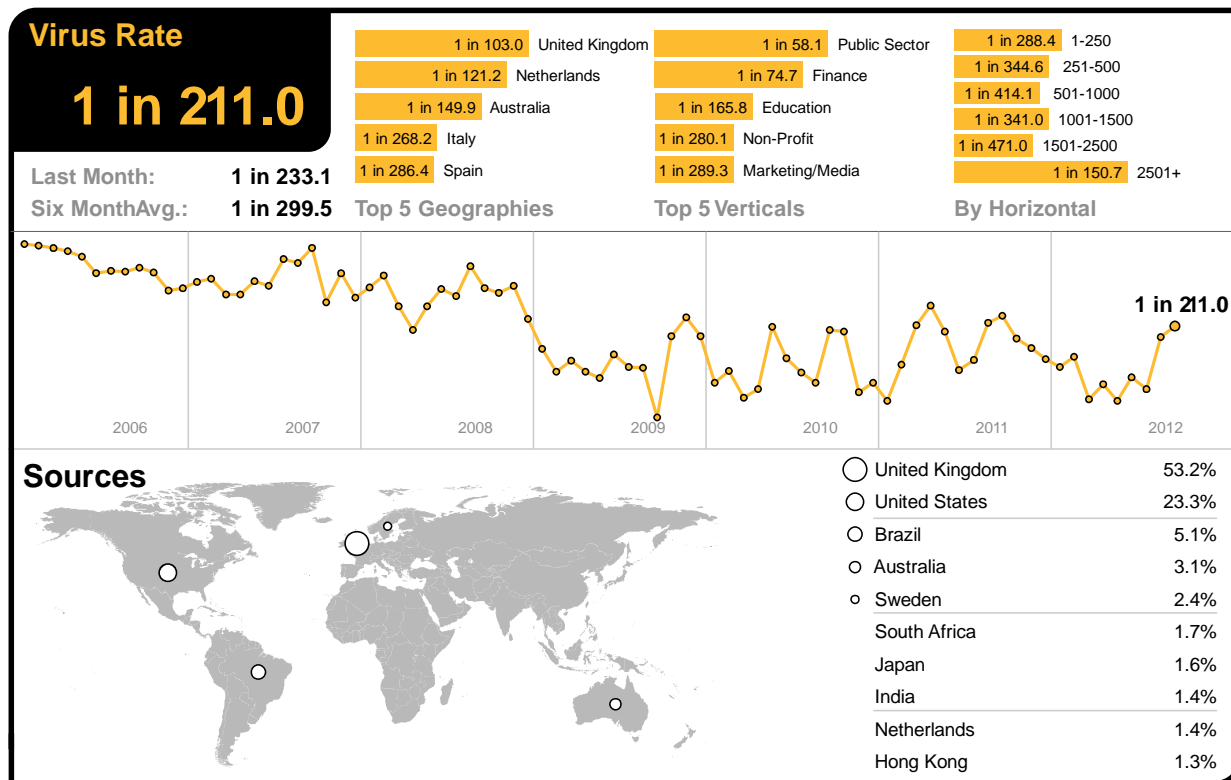 Virus Rate
1 in 211.0
Last Month: 1 in 233.1
Six MonthAvg.: 1 in 299.5
1 in 103.0 United Kingdom
1 in 121.2 Netherlands
1 in 149.9 Australia
1 in 268.2 Italy
1 in 286.4 Spain
Top 5 Geographies
1 in 58.1 Public Sector
1 in 74.7 Finance
1 in 165.8 Education
1 in 280.1 Non-Profit
1 in 289.3 Marketing/Media
Top 5 Verticals
1 in 288.4 1-250
1 in 344.6 251-500
1 in 414.1 501-1000
1 in 341.0 1001-1500
1 in 471.0 1501-2500
1 in 150.7 2501+
By Horizontal
1 in 211.0
2006 2007 2008 2009 2010 2011 2012
Sources
United Kingdom 53.2%
United States 23.3%
Brazil 5.1%
Australia 3.1%
Sweden 2.4%
South Africa 1.7%
Japan 1.6%
India 1.4%
Netherlands 1.4%
Hong Kong 1.3%